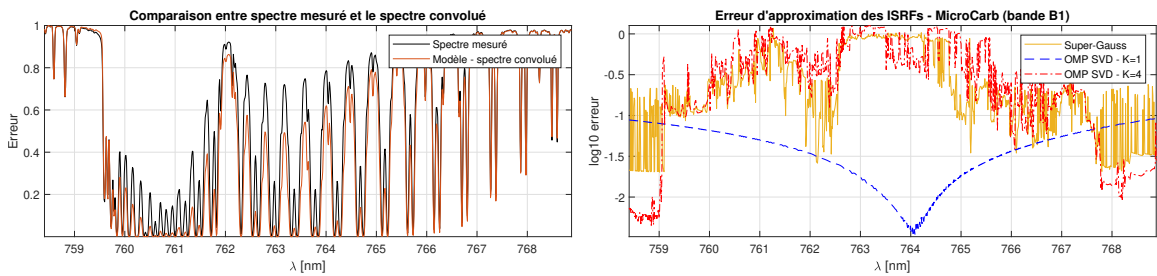 Comparaison entre spectre mesuré et le spectre convolué
Erreur
1
0.8
0.6
0.4
0.2
Spectre mesuré
Modèle - spectre convolué
759 760 761 762 763 764 765 766 767 768
λ [nm]
Erreur d'approximation des ISRFs - MicroCarb (bande B1)
log10 erreur
0
-0.5
-1
-1.5
-2
Super-Gauss
OMP SVD - K=1
OMP SVD - K=4
759 760 761 762 763 764 765 766 767 768
λ [nm]